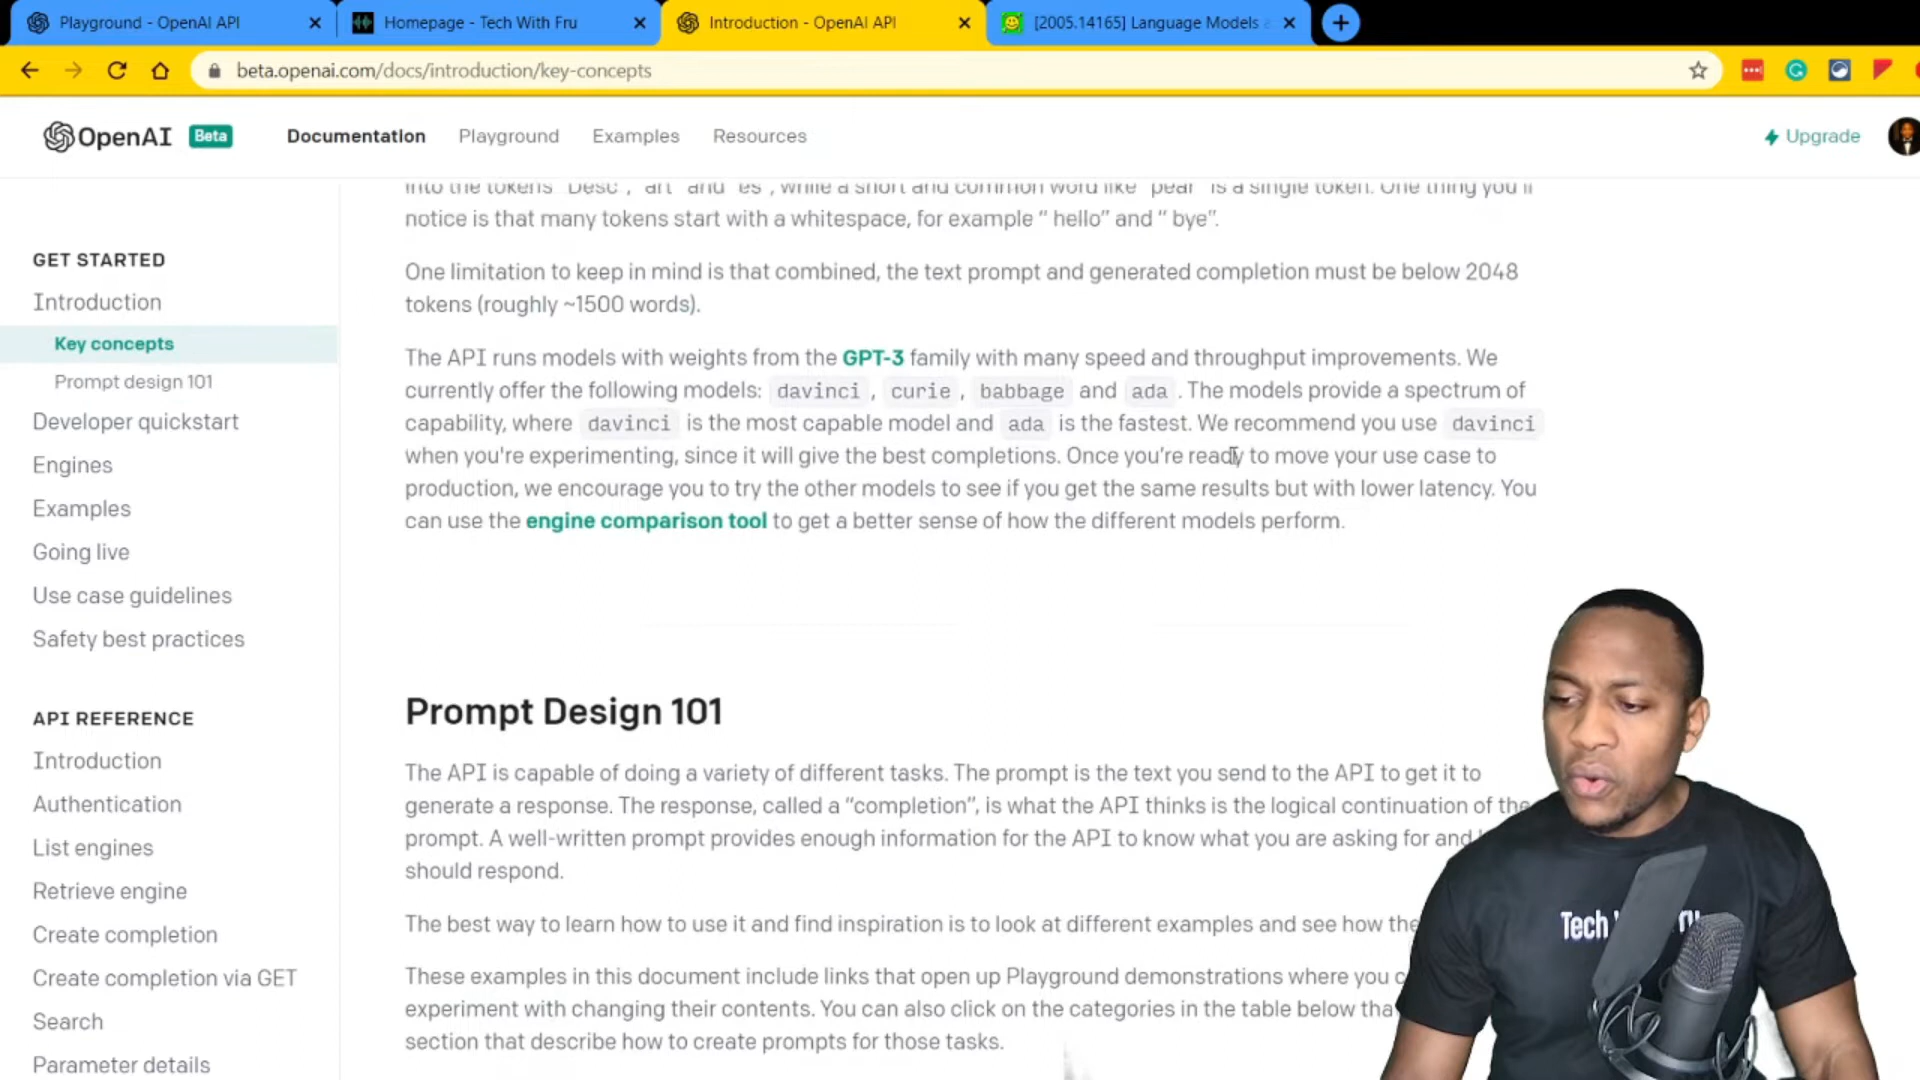 Playground - OpenAI API
Homepage - Tech With Fru
Introduction - OpenAI API
[2005.14165] Language Models a
beta.openai.com/docs/introduction/key-concepts
OpenAI Beta Documentation Playground Examples Resources Upgrade
GET STARTED
Introduction
Key concepts
Prompt design 101
Developer quickstart
Engines
Examples
Going live
Use case guidelines
Safety best practices
API REFERENCE
Introduction
Authentication
List engines
Retrieve engine
Create completion
Create completion via GET
Search
Parameter details
into the tokens "Desc", "art" and "es", while a short and common word like "pear" is a single token. One thing you'll
notice is that many tokens start with a whitespace, for example “ hello” and “ bye”.
One limitation to keep in mind is that combined, the text prompt and generated completion must be below 2048
tokens (roughly ~1500 words).
The API runs models with weights from the GPT-3 family with many speed and throughput improvements. We
currently offer the following models: davinci, curie, babbage and ada. The models provide a spectrum of
capability, where davinci is the most capable model and ada is the fastest. We recommend you use davinci
when you're experimenting, since it will give the best completions. Once you're ready to move your use case to
production, we encourage you to try the other models to see if you get the same results but with lower latency. You
can use the engine comparison tool to get a better sense of how the different models perform.
Prompt Design 101
The API is capable of doing a variety of different tasks. The prompt is the text you send to the API to get it to
generate a response. The response, called a “completion”, is what the API thinks is the logical continuation of the
prompt. A well-written prompt provides enough information for the API to know what you are asking for and
should respond.
The best way to learn how to use it and find inspiration is to look at different examples and see how the
These examples in this document include links that open up Playground demonstrations where you c
experiment with changing their contents. You can also click on the categories in the table below tha
section that describe how to create prompts for those tasks.
Tech